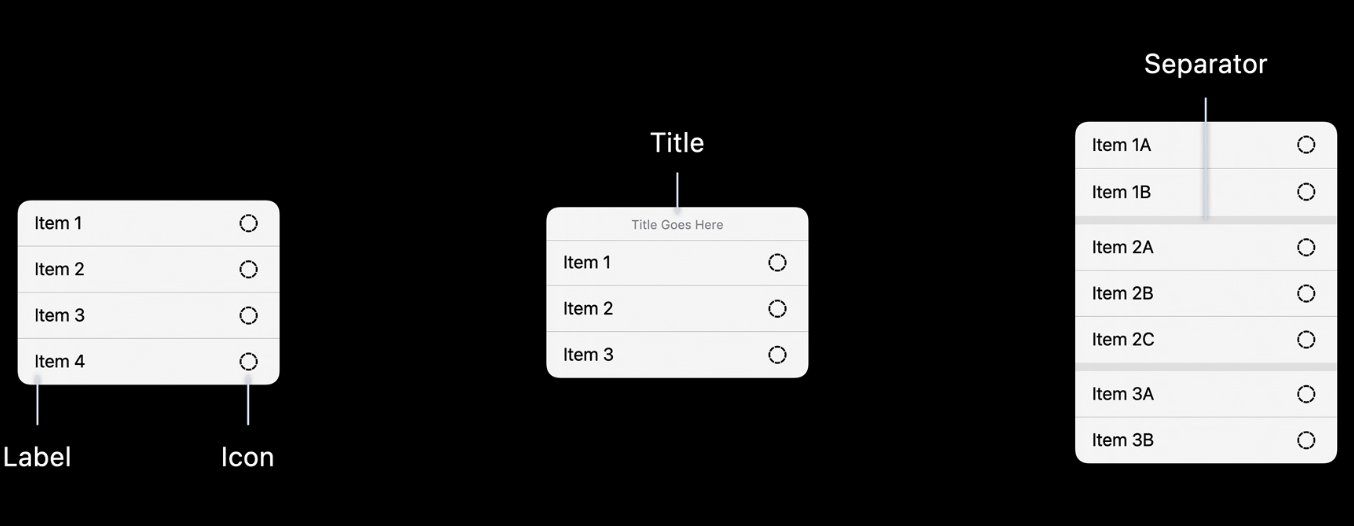 Item 1
Item 2
Item 3
Item 4
Label
Icon
Title
Title Goes Here
Item 1
Item 2
Item 3
Separator
Item 1A
Item 1B
Item 2A
Item 2B
Item 2C
Item 3A
Item 3B